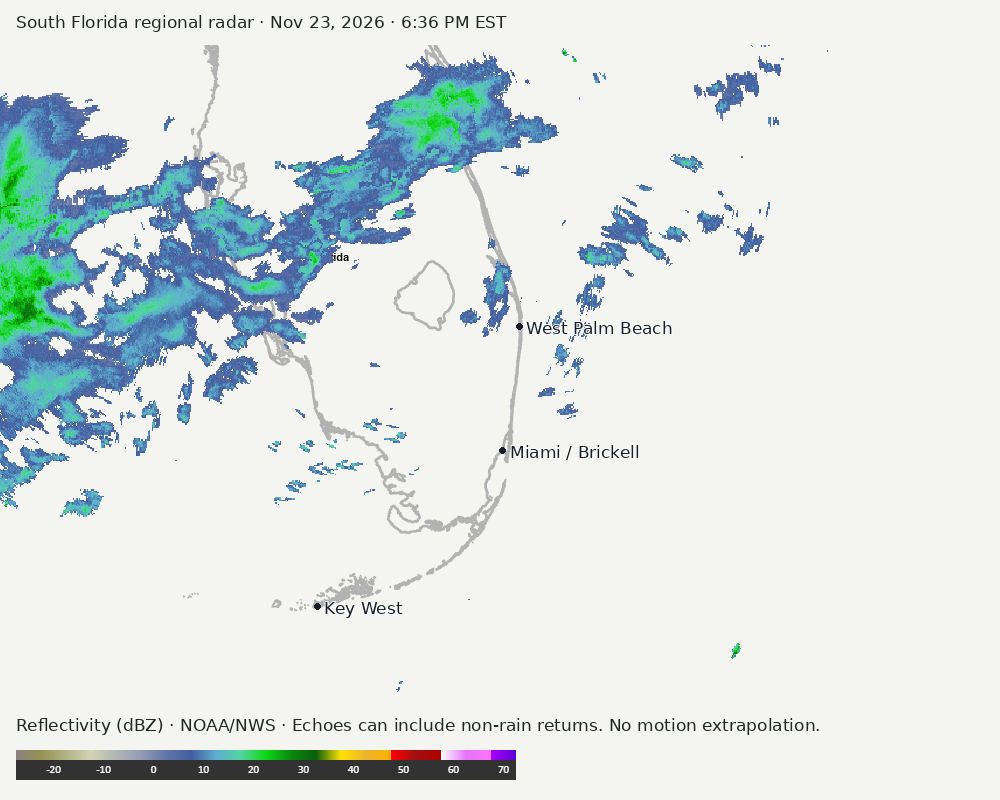 South Florida regional radar · Nov 23, 2026 · 6:36 PM EST
West Palm Beach
Miami / Brickell
Key West
Reflectivity (dBZ) · NOAA/NWS · Echoes can include non-rain returns. No motion extrapolation.
-20 -10 0 10 20 30 40 50 60 70